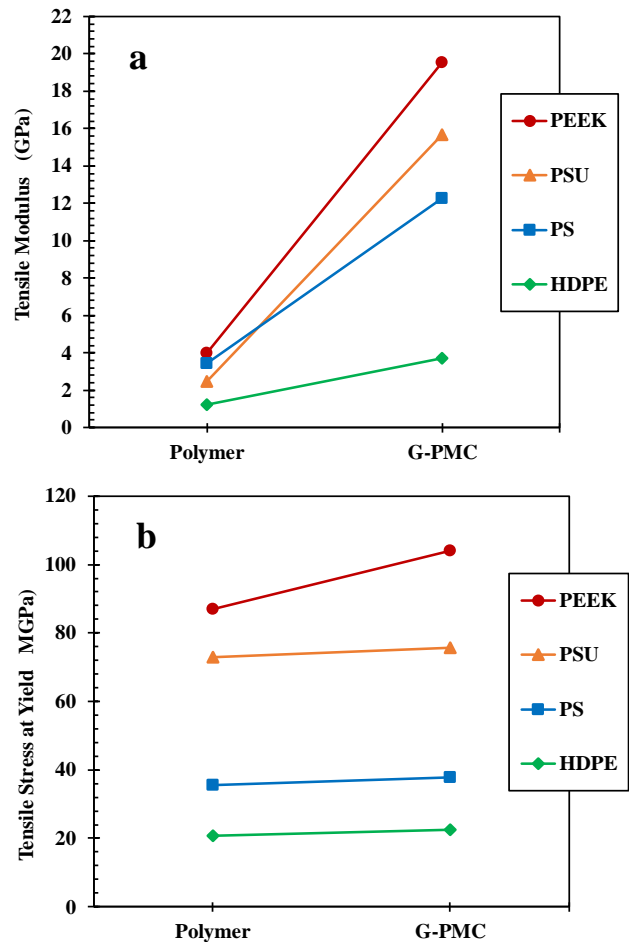 22
20
18
16
14
12
10
8
6
4
2
0
Tensile Modulus (GPa)
a
PEEK
PSU
PS
HDPE
Polymer G-PMC
120
100
80
60
40
20
0
Tensile Stress at Yield MGPa)
b
PEEK
PSU
PS
HDPE
Polymer G-PMC